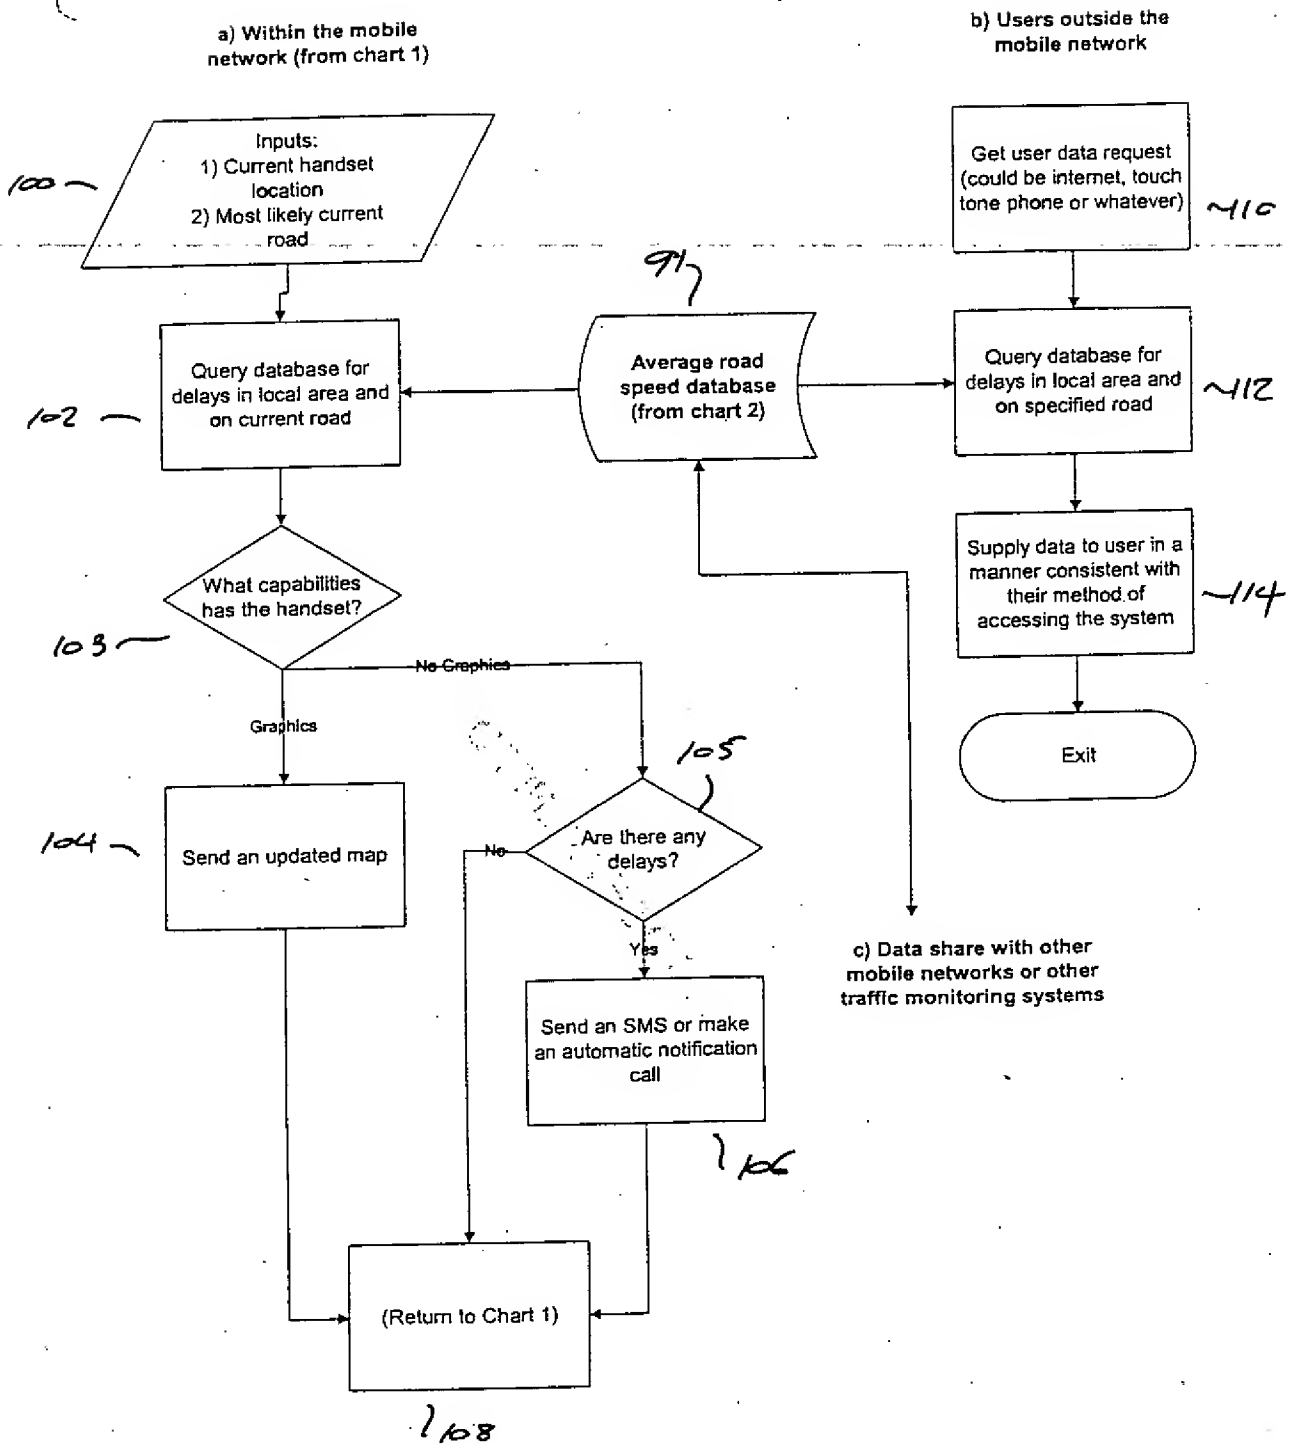 a) Within the mobile
network (from chart 1)
b) Users outside the
mobile network
Inputs:
1) Current handset
location
2) Most likely current
road
100
Get user data request
(could be internet, touch
tone phone or whatever)
110
Query database for
delays in local area and
on current road
102
Average road
speed database
(from chart 2)
Query database for
delays in local area and
on specified road
112
What capabilities
has the handset?
103
Supply data to user in a
manner consistent with
their method of
accessing the system
114
No Graphics
Graphics
Exit
105
Send an updated map
104
Are there any
delays?
No
Yes
c) Data share with other
mobile networks or other
traffic monitoring systems
Send an SMS or make
an automatic notification
call
106
(Return to Chart 1)
108